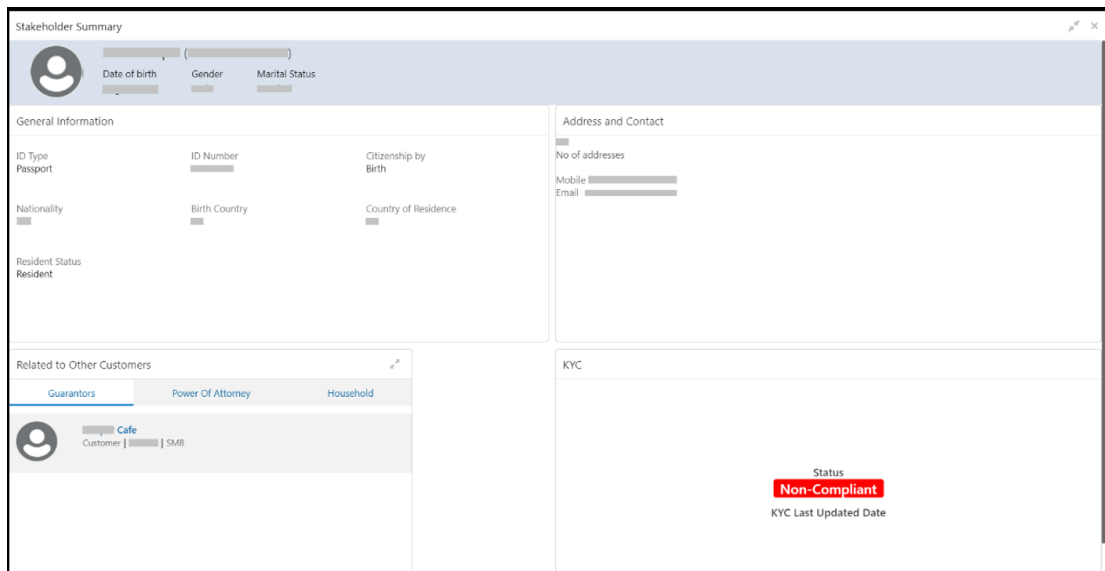 Stakeholder Summary
( )
Date of birth Gender Marital Status
General Information
ID Type ID Number Citizenship by
Passport Birth
Nationality Birth Country Country of Residence
Resident Status
Resident
Address and Contact
No of addresses
Mobile
Email
Related to Other Customers
Guarantors Power Of Attorney Household
Cafe
Customer | | SMB
KYC
Status
Non-Compliant
KYC Last Updated Date